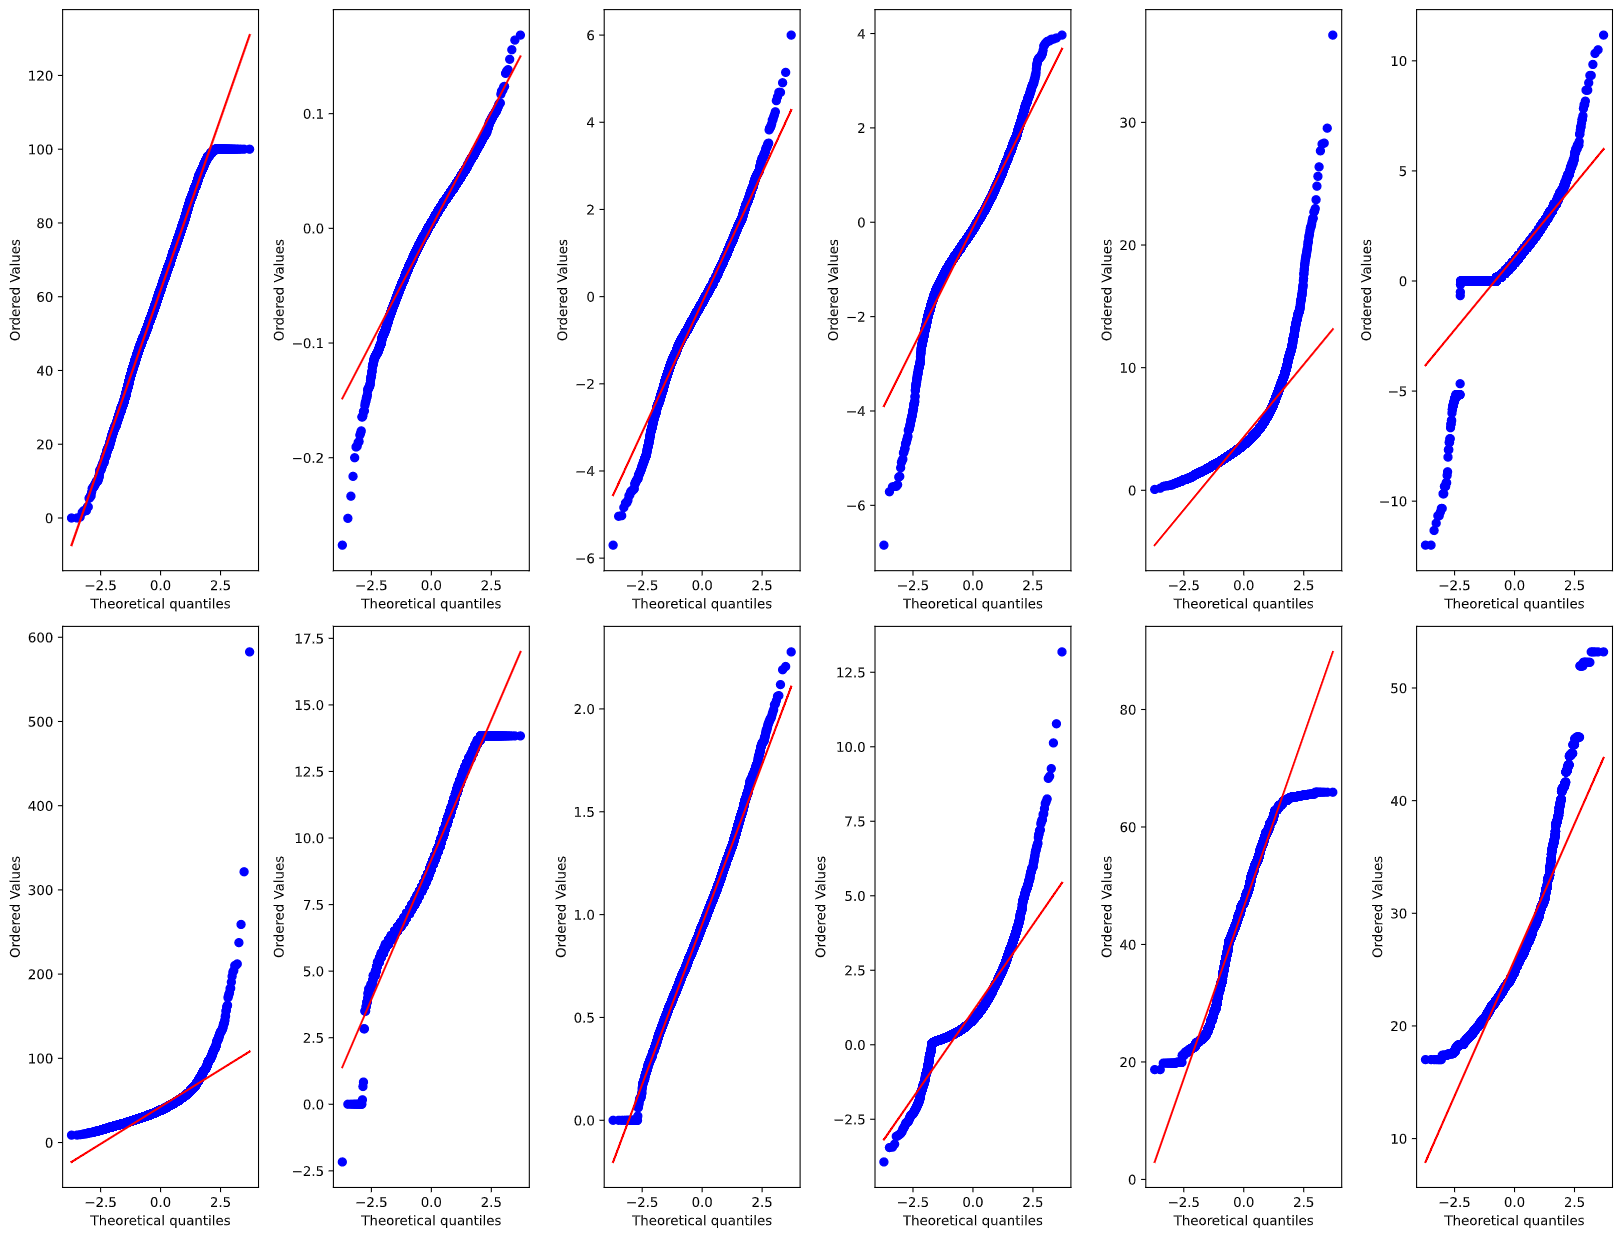 Ordered Values
120
100
80
60
40
20
0
−2.5 0.0 2.5
Theoretical quantiles
Ordered Values
0.1
0.0
−0.1
−0.2
−2.5 0.0 2.5
Theoretical quantiles
Ordered Values
6
4
2
0
−2
−4
−6
−2.5 0.0 2.5
Theoretical quantiles
Ordered Values
4
2
0
−2
−4
−6
−2.5 0.0 2.5
Theoretical quantiles
Ordered Values
30
20
10
0
−2.5 0.0 2.5
Theoretical quantiles
Ordered Values
10
5
0
−5
−10
−2.5 0.0 2.5
Theoretical quantiles
Ordered Values
600
500
400
300
200
100
0
−2.5 0.0 2.5
Theoretical quantiles
Ordered Values
17.5
15.0
12.5
10.0
7.5
5.0
2.5
0.0
−2.5
−2.5 0.0 2.5
Theoretical quantiles
Ordered Values
2.0
1.5
1.0
0.5
0.0
−2.5 0.0 2.5
Theoretical quantiles
Ordered Values
12.5
10.0
7.5
5.0
2.5
0.0
−2.5
−2.5 0.0 2.5
Theoretical quantiles
Ordered Values
80
60
40
20
0
−2.5 0.0 2.5
Theoretical quantiles
Ordered Values
50
40
30
20
10
−2.5 0.0 2.5
Theoretical quantiles